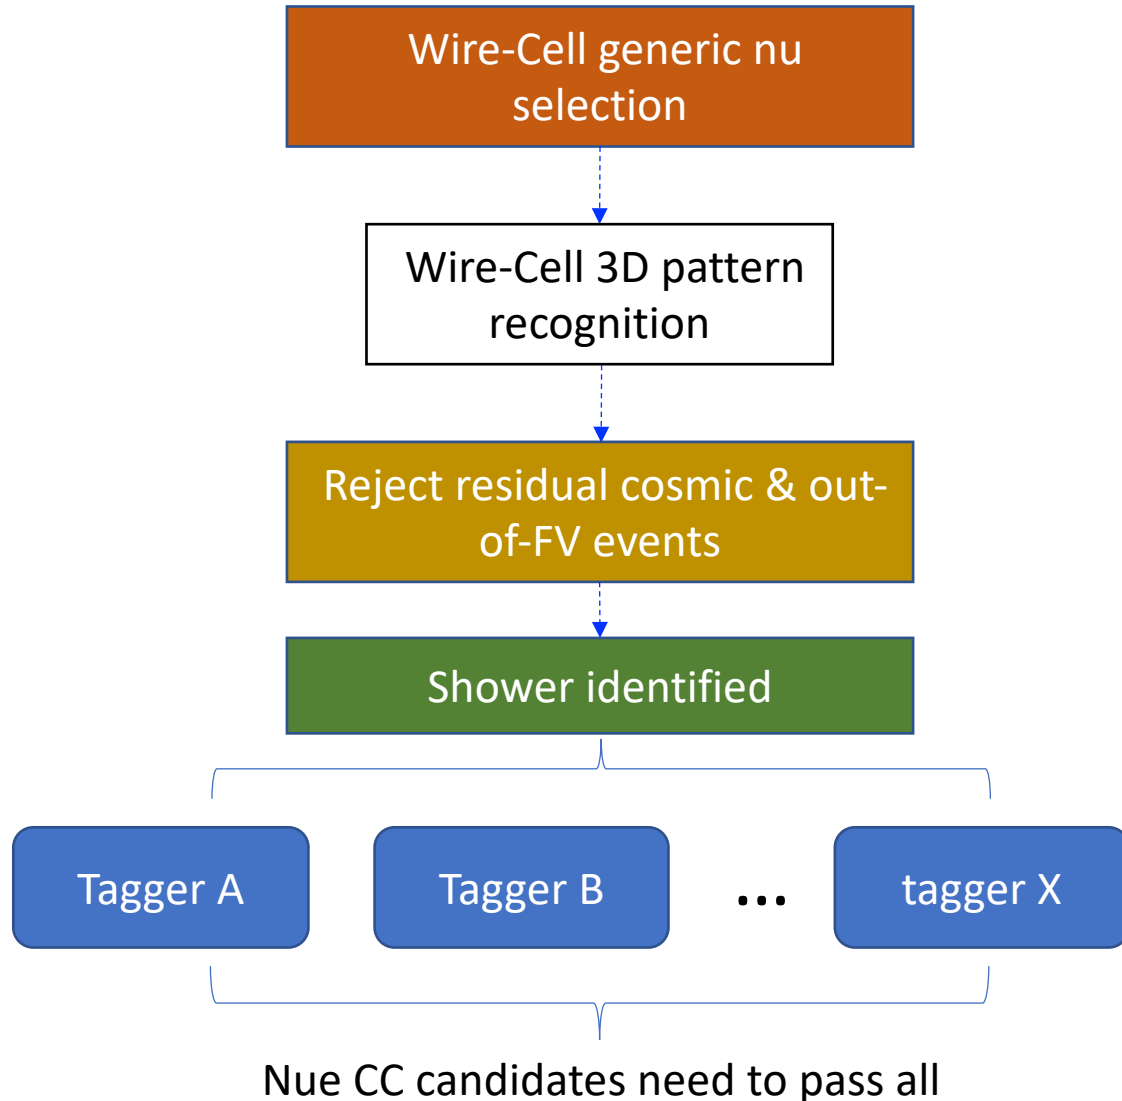 Wire-Cell generic nu
selection
Wire-Cell 3D pattern
recognition
Reject residual cosmic & out-
of-FV events
Shower identified
Tagger A
Tagger B
...
tagger X
Nue CC candidates need to pass all